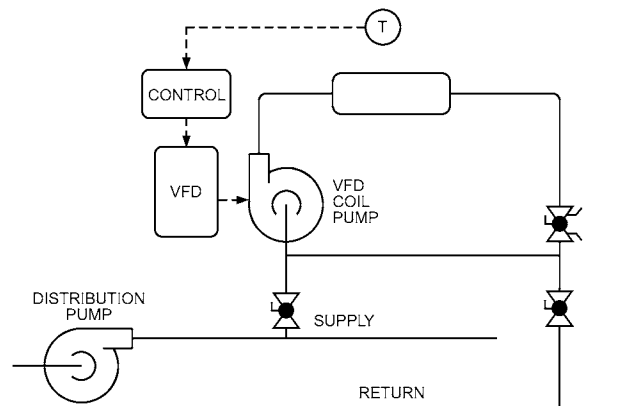 T
CONTROL
VFD
VFD
COIL
PUMP
DISTRIBUTION
PUMP
SUPPLY
RETURN